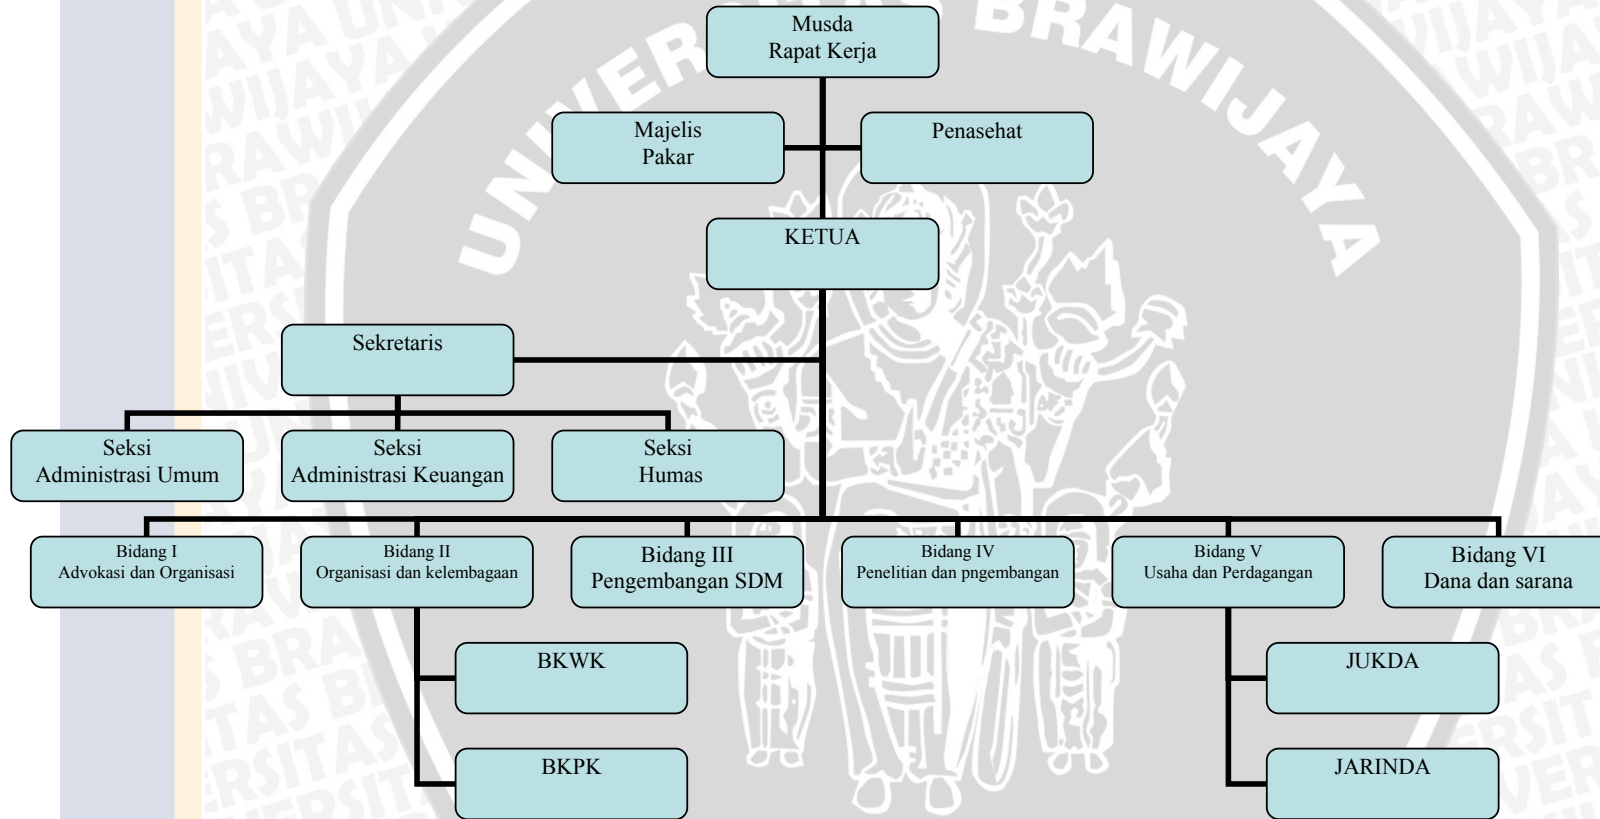 UNIVERSITAS BRAWIJAYA
Musda
Rapat Kerja
Majelis
Pakar
Penasehat
KETUA
Sekretaris
Seksi
Administrasi Umum
Seksi
Administrasi Keuangan
Seksi
Humas
Bidang I
Advokasi dan Organisasi
Bidang II
Organisasi dan kelembagaan
Bidang III
Pengembangan SDM
Bidang IV
Penelitian dan pngembangan
Bidang V
Usaha dan Perdagangan
Bidang VI
Dana dan sarana
BKWK
JUKDA
BKPK
JARINDA